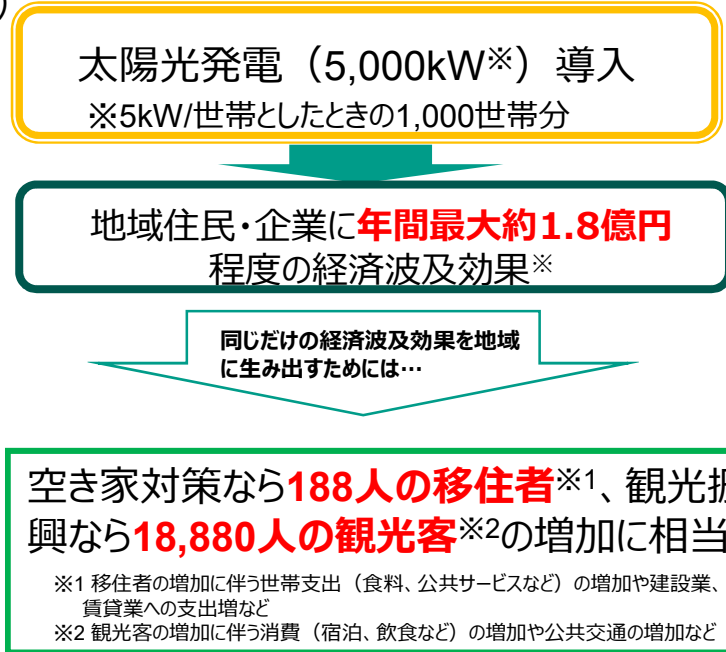 ）
太陽光発電（5,000kW※）導入
※5kW/世帯としたときの1,000世帯分
地域住民・企業に年間最大約1.8億円
程度の経済波及効果※
同じだけの経済波及効果を地域
に生み出すためには…
空き家対策なら188人の移住者※1、観光振
興なら18,880人の観光客※2の増加に相当
※1 移住者の増加に伴う世帯支出（食料、公共サービスなど）の増加や建設業、
賃貸業への支出増など
※2 観光客の増加に伴う消費（宿泊、飲食など）の増加や公共交通の増加など